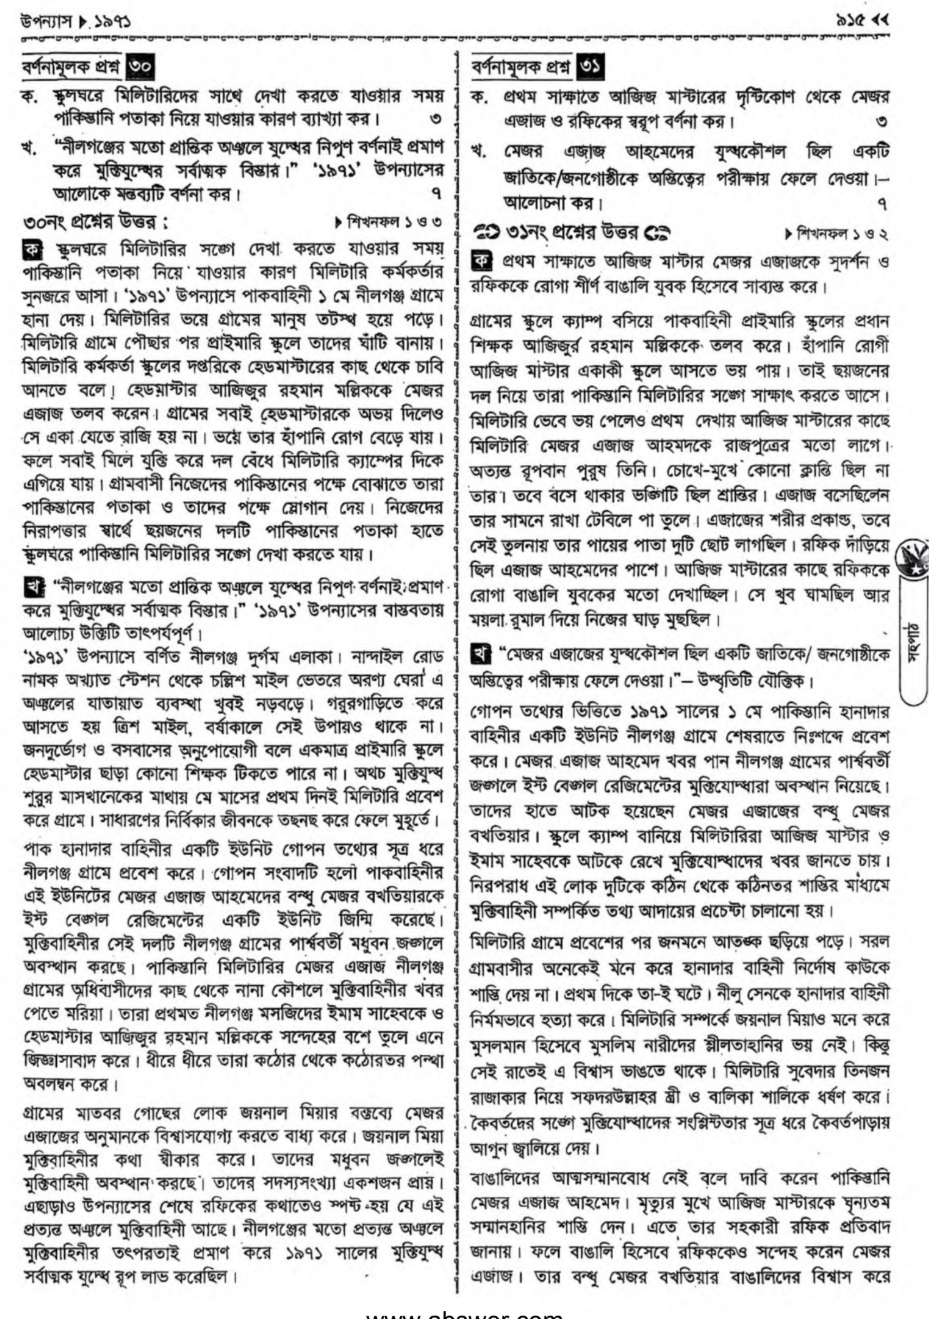 উপন্যাস ▶ ১৯৭১
৯১৫ ◀◀
বর্ণনামূলক প্রশ্ন ৩০
ক. স্কুলঘরে মিলিটারিদের সাথে দেখা করতে যাওয়ার সময়
পাকিস্তানি পতাকা নিয়ে যাওয়ার কারণ ব্যাখ্যা কর। ৩
খ. “নীলগঞ্জের মতো প্রান্তিক অঞ্চলে যুদ্ধের নিপুণ বর্ণনাই প্রমাণ
করে মুক্তিযুদ্ধের সর্বাত্মক বিস্তার।” ‘১৯৭১’ উপন্যাসের
আলোকে মন্তব্যটি বর্ণনা কর। ৭
৩০নং প্রশ্নের উত্তর : ▶ শিখনফল ১ ও ৩
ক স্কুলঘরে মিলিটারির সঙ্গে দেখা করতে যাওয়ার সময়
পাকিস্তানি পতাকা নিয়ে যাওয়ার কারণ মিলিটারি কর্মকর্তার
সুনজরে আসা। ‘১৯৭১’ উপন্যাসে পাকবাহিনী ১ মে নীলগঞ্জ গ্রামে
হানা দেয়। মিলিটারির ভয়ে গ্রামের মানুষ তটস্থ হয়ে পড়ে।
মিলিটারি গ্রামে পৌছার পর প্রাইমারি স্কুলে তাদের ঘাঁটি বানায়।
মিলিটারি কর্মকর্তা স্কুলের দপ্তরিকে হেডমাস্টারের কাছ থেকে চাবি
আনতে বলে। হেডমাস্টার আজিজুর রহমান মল্লিককে মেজর
এজাজ তলব করেন। গ্রামের সবাই হেডমাস্টারকে অভয় দিলেও
সে একা যেতে রাজি হয় না। ভয়ে তার হাঁপানি রোগ বেড়ে যায়।
ফলে সবাই মিলে যুক্তি করে দল বেঁধে মিলিটারি ক্যাম্পের দিকে
এগিয়ে যায়। গ্রামবাসী নিজেদের পাকিস্তানের পক্ষে বোঝাতে তারা
পাকিস্তানের পতাকা ও তাদের পক্ষে স্লোগান দেয়। নিজেদের
নিরাপত্তার স্বার্থে ছয়জনের দলটি পাকিস্তানের পতাকা হাতে
স্কুলঘরে পাকিস্তানি মিলিটারির সঙ্গে দেখা করতে যায়।
খ “নীলগঞ্জের মতো প্রান্তিক অঞ্চলে যুদ্ধের নিপুণ বর্ণনাই প্রমাণ
করে মুক্তিযুদ্ধের সর্বাত্মক বিস্তার।” ‘১৯৭১’ উপন্যাসের বাস্তবতায়
আলোচ্য উক্তিটি তাৎপর্যপূর্ণ।
‘১৯৭১’ উপন্যাসে বর্ণিত নীলগঞ্জ দুর্গম এলাকা। নান্দাইল রোড
নামক অখ্যাত স্টেশন থেকে চল্লিশ মাইল ভেতরে অরণ্য ঘেরা এ
অঞ্চলের যাতায়াত ব্যবস্থা খুবই নড়বড়ে। গরুরগাড়িতে করে
আসতে হয় ত্রিশ মাইল, বর্ষাকালে সেই উপায়ও থাকে না।
জনদুর্ভোগ ও বসবাসের অনুপোযোগী বলে একমাত্র প্রাইমারি স্কুলে
হেডমাস্টার ছাড়া কোনো শিক্ষক টিকতে পারে না। অথচ মুক্তিযুদ্ধ
শুরুর মাসখানেকের মাথায় মে মাসের প্রথম দিনই মিলিটারি প্রবেশ
করে গ্রামে। সাধারণের নির্বিকার জীবনকে তছনছ করে ফেলে মুহূর্তে।
পাক হানাদার বাহিনীর একটি ইউনিট গোপন তথ্যের সূত্র ধরে
নীলগঞ্জ গ্রামে প্রবেশ করে। গোপন সংবাদটি হলো পাকবাহিনীর
এই ইউনিটের মেজর এজাজ আহমেদের বন্ধু মেজর বখতিয়ারকে
ইস্ট বেঙ্গল রেজিমেন্টের একটি ইউনিট জিম্মি করেছে।
মুক্তিবাহিনীর সেই দলটি নীলগঞ্জ গ্রামের পার্শ্ববর্তী মধুবন জঙ্গলে
অবস্থান করছে। পাকিস্তানি মিলিটারির মেজর এজাজ নীলগঞ্জ
গ্রামের অধিবাসীদের কাছ থেকে নানা কৌশলে মুক্তিবাহিনীর খবর
পেতে মরিয়া। তারা প্রথমত নীলগঞ্জ মসজিদের ইমাম সাহেবকে ও
হেডমাস্টার আজিজুর রহমান মল্লিককে সন্দেহের বশে তুলে এনে
জিজ্ঞাসাবাদ করে। ধীরে ধীরে তারা কঠোর থেকে কঠোরতর পন্থা
অবলম্বন করে।
গ্রামের মাতবর গোছের লোক জয়নাল মিয়ার বক্তব্যে মেজর
এজাজের অনুমানকে বিশ্বাসযোগ্য করতে বাধ্য করে। জয়নাল মিয়া
মুক্তিবাহিনীর কথা স্বীকার করে। তাদের মধুবন জঙ্গলেই
মুক্তিবাহিনী অবস্থান করছে। তাদের সদস্যসংখ্যা একশজন প্রায়।
এছাড়াও উপন্যাসের শেষে রফিকের কথাতেও স্পষ্ট হয় যে এই
প্রত্যন্ত অঞ্চলে মুক্তিবাহিনী আছে। নীলগঞ্জের মতো প্রত্যন্ত অঞ্চলে
মুক্তিবাহিনীর তৎপরতাই প্রমাণ করে ১৯৭১ সালের মুক্তিযুদ্ধ
সর্বাত্মক যুদ্ধে রূপ লাভ করেছিল।
বর্ণনামূলক প্রশ্ন ৩১
ক. প্রথম সাক্ষাতে আজিজ মাস্টারের দৃষ্টিকোণ থেকে মেজর
এজাজ ও রফিকের স্বরূপ বর্ণনা কর। ৩
খ. মেজর এজাজ আহমেদের যুদ্ধকৌশল ছিল একটি
জাতিকে/জনগোষ্ঠীকে অস্তিত্বের পরীক্ষায় ফেলে দেওয়া।–
আলোচনা কর। ৭
৩১নং প্রশ্নের উত্তর ▶ শিখনফল ১ ও ২
ক প্রথম সাক্ষাতে আজিজ মাস্টার মেজর এজাজকে সুদর্শন ও
রফিককে রোগা শীর্ণ বাঙালি যুবক হিসেবে সাব্যস্ত করে।
গ্রামের স্কুলে ক্যাম্প বসিয়ে পাকবাহিনী প্রাইমারি স্কুলের প্রধান
শিক্ষক আজিজুর্র রহমান মল্লিককে তলব করে। হাঁপানি রোগী
আজিজ মাস্টার একাকী স্কুলে আসতে ভয় পায়। তাই ছয়জনের
দল নিয়ে তারা পাকিস্তানি মিলিটারির সঙ্গে সাক্ষাৎ করতে আসে।
মিলিটারি ভেবে ভয় পেলেও প্রথম দেখায় আজিজ মাস্টারের কাছে
মিলিটারি মেজর এজাজ আহমদকে রাজপুত্রের মতো লাগে।
অত্যন্ত রূপবান পুরুষ তিনি। চোখে-মুখে কোনো ক্লান্তি ছিল না
তার। তবে বসে থাকার ভঙ্গিটি ছিল শ্রান্তির। এজাজ বসেছিলেন
তার সামনে রাখা টেবিলে পা তুলে। এজাজের শরীর প্রকান্ড, তবে
সেই তুলনায় তার পায়ের পাতা দুটি ছোট লাগছিল। রফিক দাঁড়িয়ে
ছিল এজাজ আহমেদের পাশে। আজিজ মাস্টারের কাছে রফিককে
রোগা বাঙালি যুবকের মতো দেখাচ্ছিল। সে খুব ঘামছিল আর
ময়লা রুমাল দিয়ে নিজের ঘাড় মুছছিল।
খ “মেজর এজাজের যুদ্ধকৌশল ছিল একটি জাতিকে/ জনগোষ্ঠীকে
অস্তিত্বের পরীক্ষায় ফেলে দেওয়া।”– উদ্ধৃতিটি যৌক্তিক।
গোপন তথ্যের ভিত্তিতে ১৯৭১ সালের ১ মে পাকিস্তানি হানাদার
বাহিনীর একটি ইউনিট নীলগঞ্জ গ্রামে শেষরাতে নিঃশব্দে প্রবেশ
করে। মেজর এজাজ আহমেদ খবর পান নীলগঞ্জ গ্রামের পার্শ্ববর্তী
জঙ্গলে ইস্ট বেঙ্গল রেজিমেন্টের মুক্তিযোদ্ধারা অবস্থান নিয়েছে।
তাদের হাতে আটক হয়েছেন মেজর এজাজের বন্ধু মেজর
বখতিয়ার। স্কুলে ক্যাম্প বানিয়ে মিলিটারিরা আজিজ মাস্টার ও
ইমাম সাহেবকে আটকে রেখে মুক্তিযোদ্ধাদের খবর জানতে চায়।
নিরপরাধ এই লোক দুটিকে কঠিন থেকে কঠিনতর শাস্তির মাধ্যমে
মুক্তিবাহিনী সম্পর্কিত তথ্য আদায়ের প্রচেষ্টা চালানো হয়।
মিলিটারি গ্রামে প্রবেশের পর জনমনে আতঙ্ক ছড়িয়ে পড়ে। সরল
গ্রামবাসীর অনেকেই মনে করে হানাদার বাহিনী নির্দোষ কাউকে
শাস্তি দেয় না। প্রথম দিকে তা-ই ঘটে। নীলু সেনকে হানাদার বাহিনী
নির্মমভাবে হত্যা করে। মিলিটারি সম্পর্কে জয়নাল মিয়াও মনে করে
মুসলমান হিসেবে মুসলিম নারীদের শ্লীলতাহানির ভয় নেই। কিন্তু
সেই রাতেই এ বিশ্বাস ভাঙতে থাকে। মিলিটারি সুবেদার তিনজন
রাজাকার নিয়ে সফদরউল্লাহর স্ত্রী ও বালিকা শালিকে ধর্ষণ করে।
কৈবর্তদের সঙ্গে মুক্তিযোদ্ধাদের সংশ্লিষ্টতার সূত্র ধরে কৈবর্তপাড়ায়
আগুন জ্বালিয়ে দেয়।
বাঙালিদের আত্মসম্মানবোধ নেই বলে দাবি করেন পাকিস্তানি
মেজর এজাজ আহমেদ। মৃত্যুর মুখে আজিজ মাস্টারকে ঘৃন্যতম
সম্মানহানির শাস্তি দেন। এতে তার সহকারী রফিক প্রতিবাদ
জানায়। ফলে বাঙালি হিসেবে রফিককেও সন্দেহ করেন মেজর
এজাজ। তার বন্ধু মেজর বখতিয়ার বাঙালিদের বিশ্বাস করে
সহপাঠ